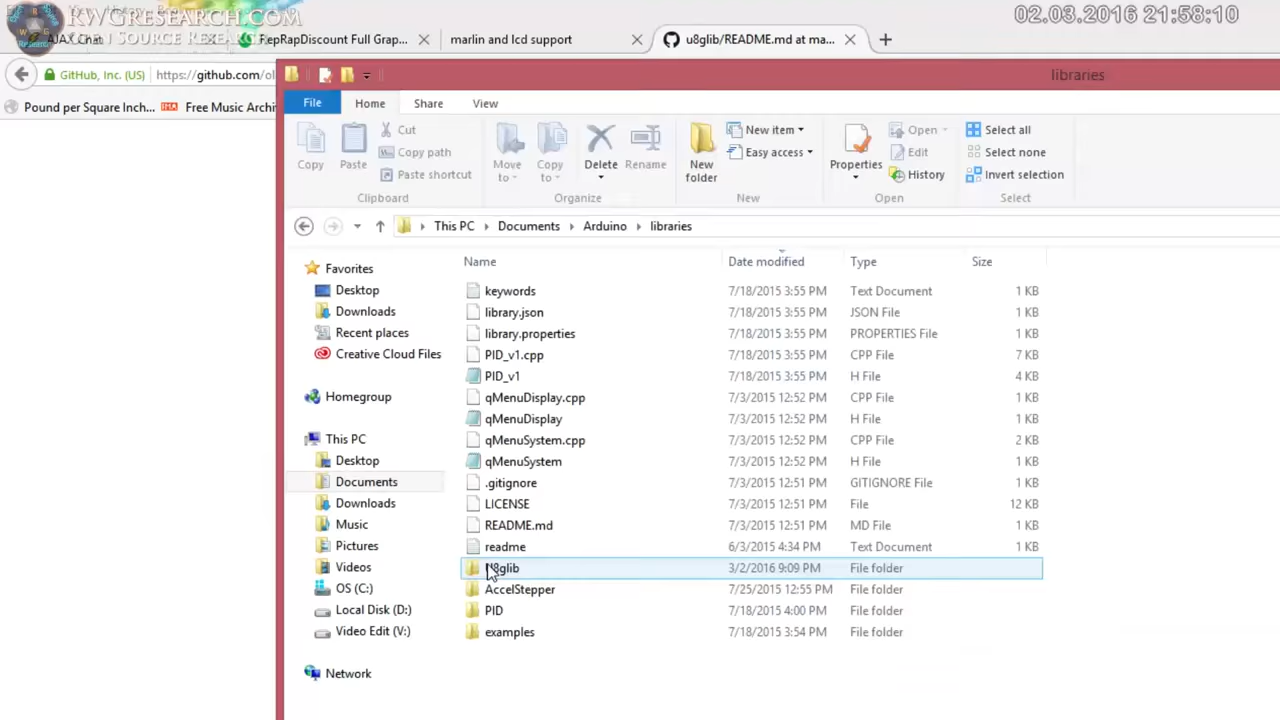 RWGresearch.com
Open Source Research
02.03.2016 21:58:10
AJAX Chat
RepRapDiscount Full Grap...
marlin and lcd support
u8glib/README.md at ma...
GitHub, Inc. (US)
https://github.com/ol
libraries
Pound per Square Inch...
Free Music Archi
File
Home
Share
View
Copy
Paste
Cut
Copy path
Paste shortcut
Clipboard
Move to
Copy to
Delete
Rename
Organize
New folder
New item
Easy access
New
Properties
Open
Edit
History
Open
Select all
Select none
Invert selection
Select
This PC
Documents
Arduino
libraries
Favorites
Desktop
Downloads
Recent places
Creative Cloud Files
Homegroup
This PC
Desktop
Documents
Downloads
Music
Pictures
Videos
OS (C:)
Local Disk (D:)
Video Edit (V:)
Network
Name Date modified Type Size
keywords 7/18/2015 3:55 PM Text Document 1 KB
library.json 7/18/2015 3:55 PM JSON File 1 KB
library.properties 7/18/2015 3:55 PM PROPERTIES File 1 KB
PID_v1.cpp 7/18/2015 3:55 PM CPP File 7 KB
PID_v1 7/18/2015 3:55 PM H File 4 KB
qMenuDisplay.cpp 7/3/2015 12:52 PM CPP File 1 KB
qMenuDisplay 7/3/2015 12:52 PM H File 1 KB
qMenuSystem.cpp 7/3/2015 12:52 PM CPP File 2 KB
qMenuSystem 7/3/2015 12:52 PM H File 1 KB
.gitignore 7/3/2015 12:51 PM GITIGNORE File 1 KB
LICENSE 7/3/2015 12:51 PM File 12 KB
README.md 7/3/2015 12:51 PM MD File 1 KB
readme 6/3/2015 4:34 PM Text Document 1 KB
U8glib 3/2/2016 9:09 PM File folder
AccelStepper 7/25/2015 12:55 PM File folder
PID 7/18/2015 4:00 PM File folder
examples 7/18/2015 3:54 PM File folder